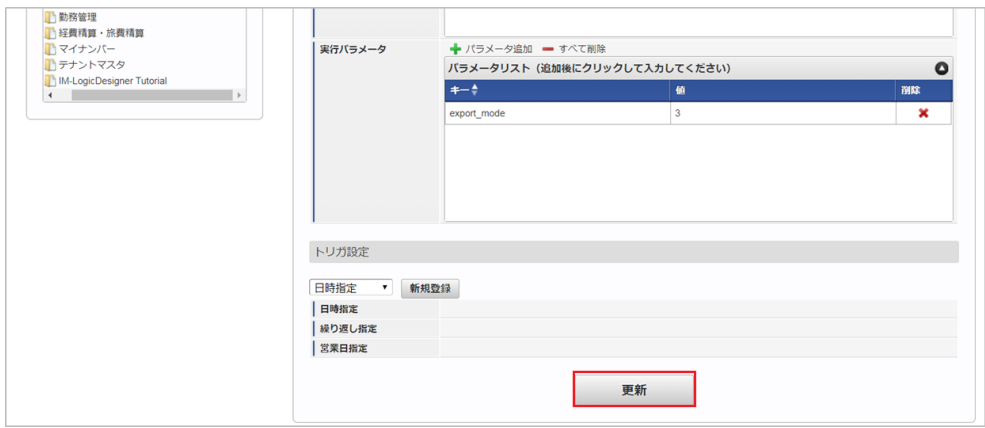 勤務管理
経費精算・旅費精算
マイナンバー
テナントマスタ
IM-LogicDesigner Tutorial
実行パラメータ
パラメータ追加 すべて削除
パラメータリスト（追加後にクリックして入力してください）
キー 値 削除
export_mode 3
トリガ設定
日時指定 新規登録
日時指定
繰り返し指定
営業日指定
更新